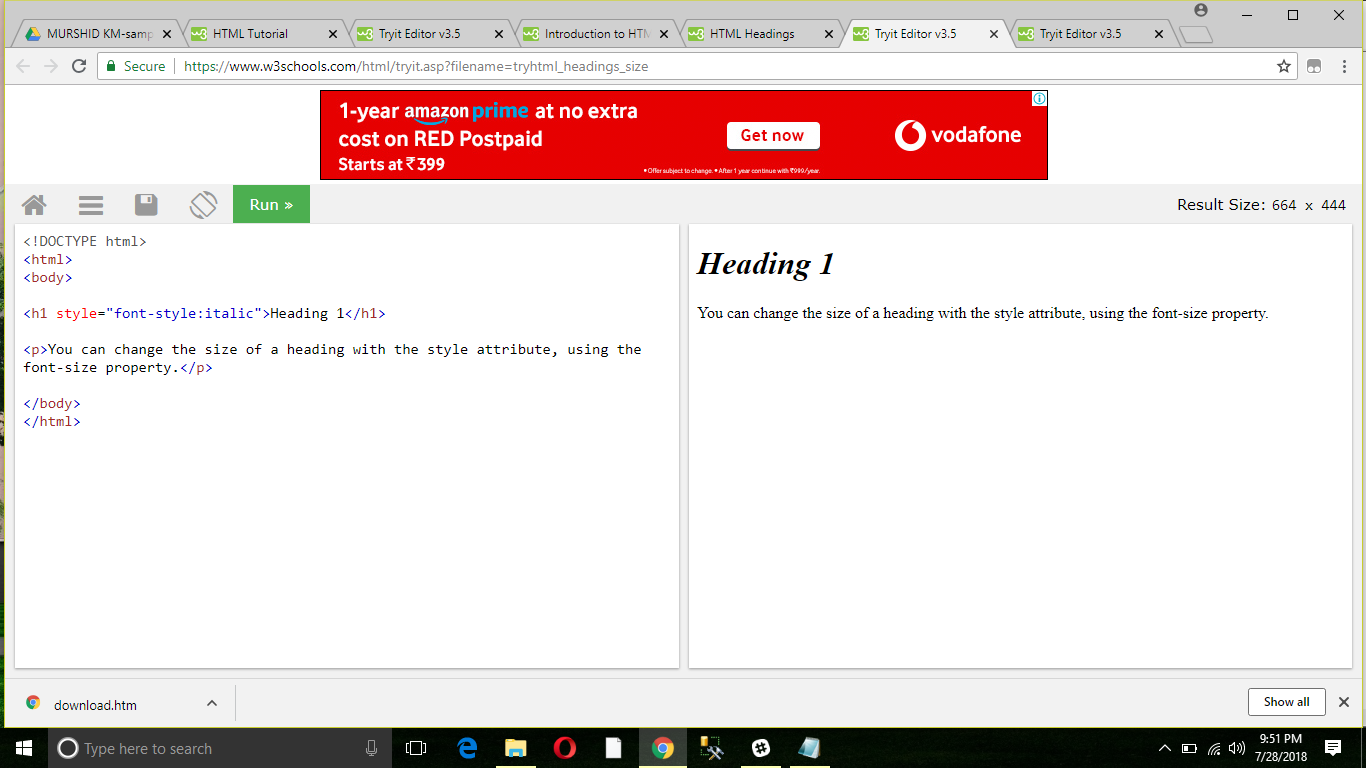 MURSHID KM-samp
HTML Tutorial
Tryit Editor v3.5
Introduction to HTM
HTML Headings
Tryit Editor v3.5
Tryit Editor v3.5
Secure
https://www.w3schools.com/html/tryit.asp?filename=tryhtml_headings_size
1-year amazon prime at no extra
cost on RED Postpaid
Starts at ₹399
Get now
vodafone
• Offer subject to change. • After 1 year continue with ₹999/year.
Run »
Result Size: 664 x 444
<!DOCTYPE html>
<html>
<body>
<h1 style="font-style:italic">Heading 1</h1>
<p>You can change the size of a heading with the style attribute, using the
font-size property.</p>
</body>
</html>
Heading 1
You can change the size of a heading with the style attribute, using the font-size property.
download.htm
Show all
Type here to search
9:51 PM
7/28/2018